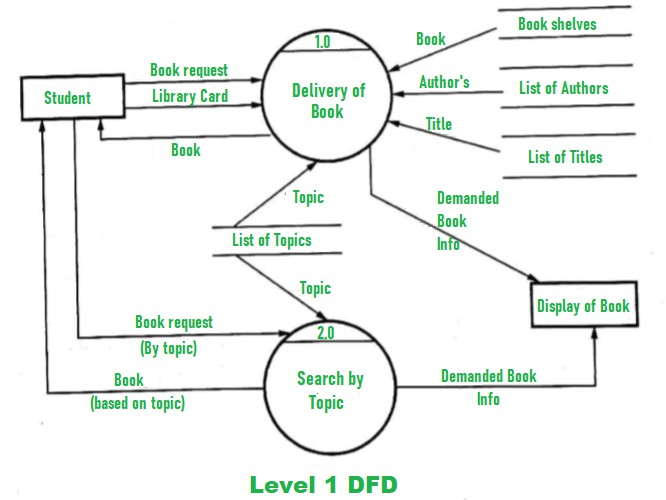 1.0
Delivery of
Book
Book
Book shelves
Author's
List of Authors
Title
List of Titles
Student
Book request
Library Card
Book
Topic
List of Topics
Topic
Demanded
Book
Info
Display of Book
Book request
(By topic)
2.0
Search by
Topic
Book
(based on topic)
Demanded Book
Info
Level 1 DFD